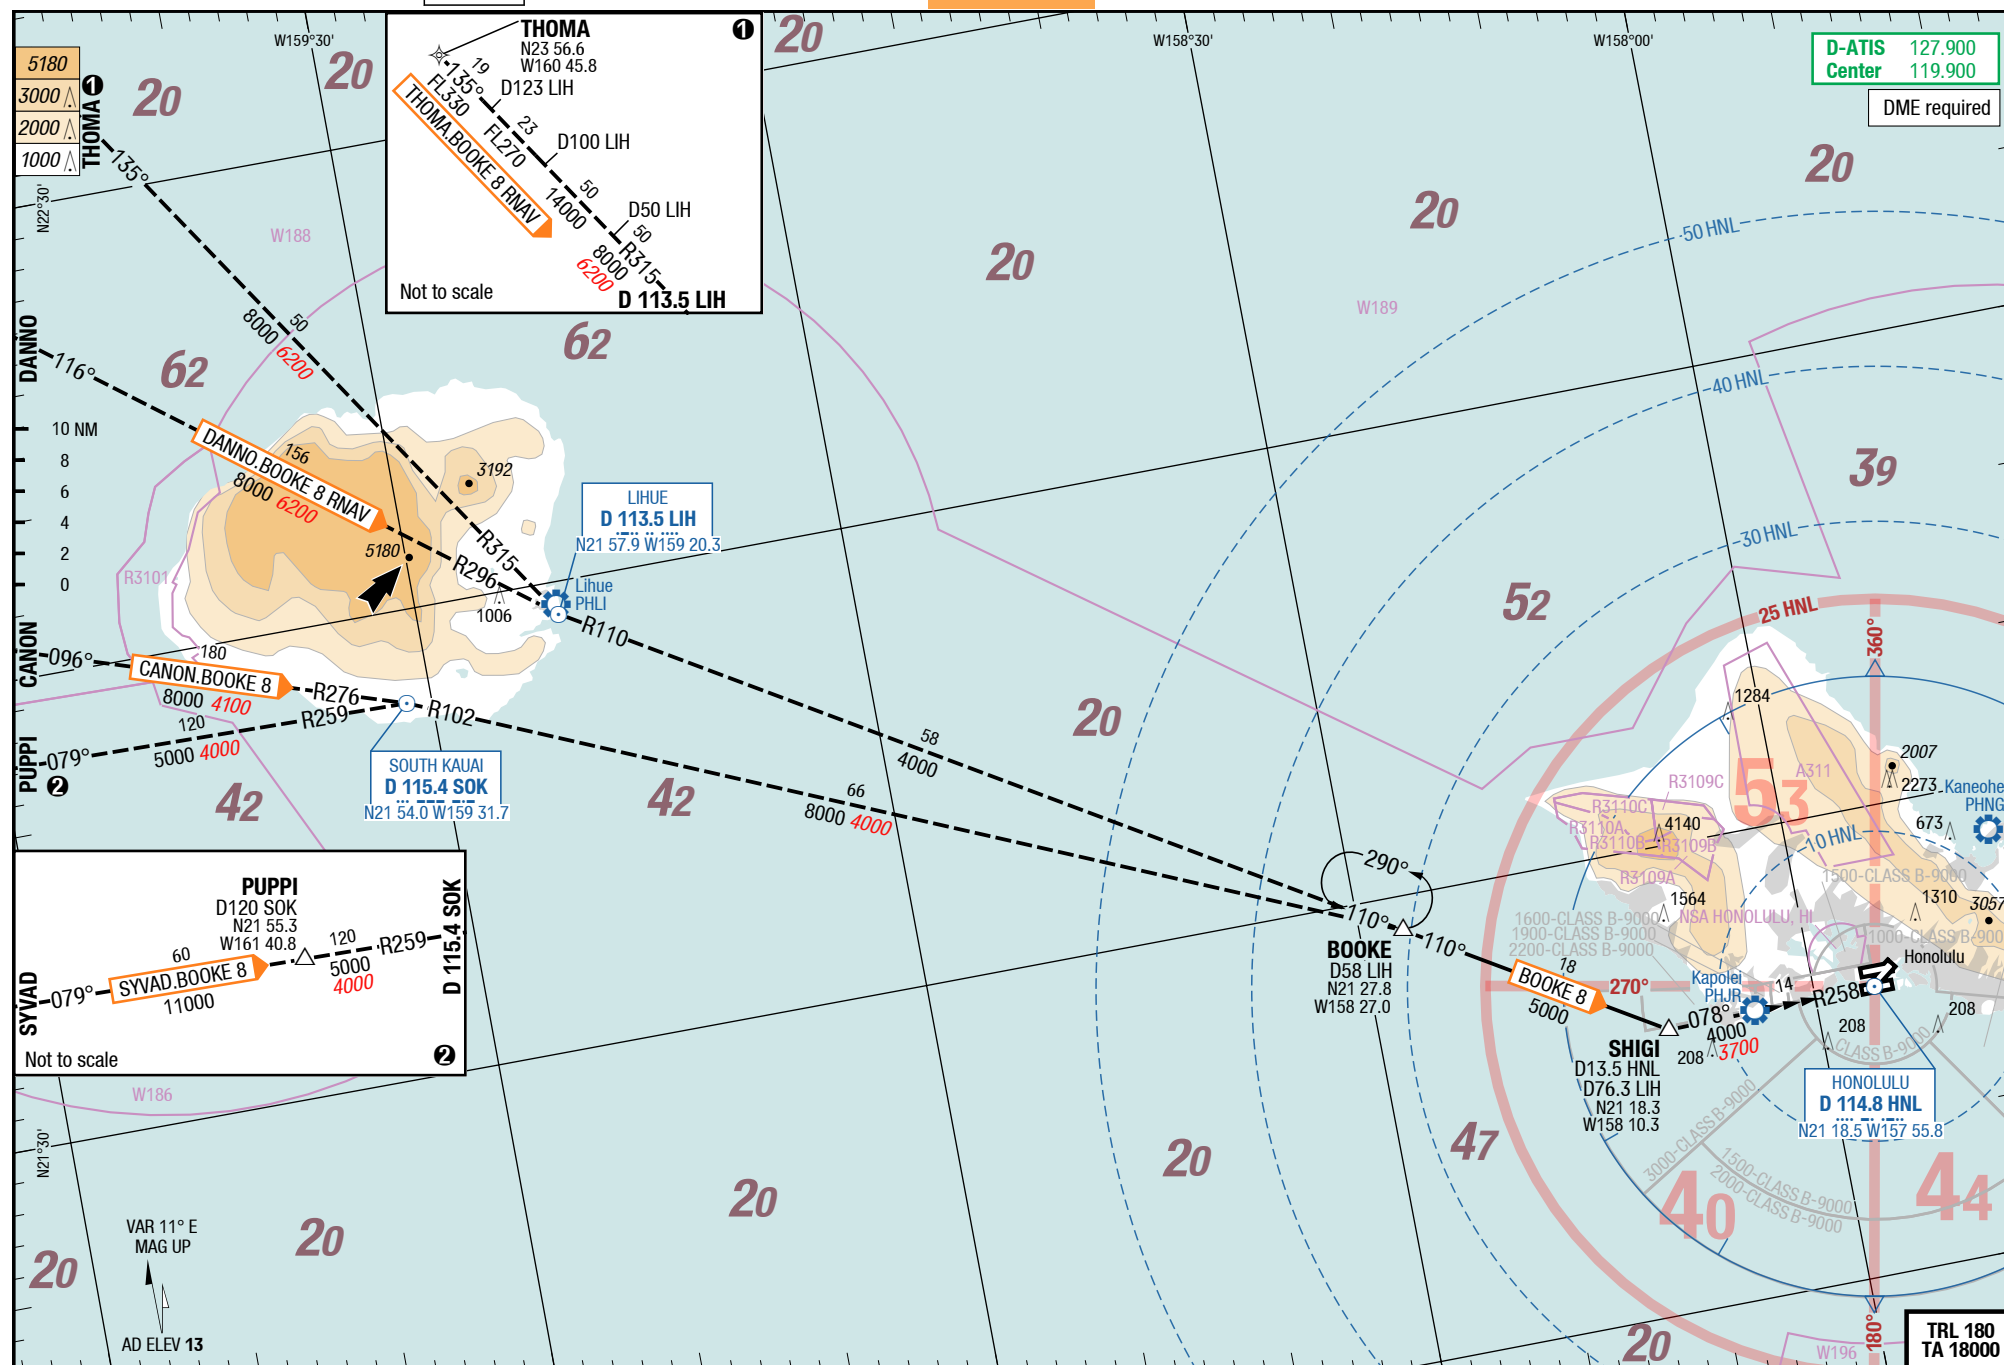 THOMA
N23 56.6
W160 45.8
❶
19
135°
D123 LIH
FL330
THOMA.BOOKE 8 RNAV
23
FL270
D100 LIH
50
14000
D50 LIH
50
R315
8000
6200
D 113.5 LIH
Not to scale
W159°30'
W158°30'
W158°00'
D-ATIS 127.900
Center 119.900
DME required
5180
3000
2000
1000
❶
THOMA
135°
N22°30'
20
20
20
20
20
20
W188
W189
50 HNL
40 HNL
30 HNL
25 HNL
10 HNL
50
8000 6200
62
62
DANNO
116°
10 NM
8
6
4
2
0
DANNO.BOOKE 8 RNAV
156
8000 6200
3192
5180
R315
R296
1006
R3101
LIHUE
D 113.5 LIH
N21 57.9 W159 20.3
Lihue
PHLI
R110
39
52
360°
CANON
096°
180
CANON.BOOKE 8
8000 4100
R276
R102
PUPPI
079°
❷
120
5000 4000
R259
SOUTH KAUAI
D 115.4 SOK
N21 54.0 W159 31.7
42
42
20
58
4000
66
8000 4000
1284
53
A311
2007
2273
Kaneohe
PHNG
673
R3109C
R3110C
R3110A
4140
R3110B
R3109B
R3109A
1564
1500-CLASS B-9000
1310
3057
NSA HONOLULU, HI
1600-CLASS B-9000
1900-CLASS B-9000
2200-CLASS B-9000
1000-CLASS B-900
Honolulu
290°
110°
110°
BOOKE
D58 LIH
N21 27.8
W158 27.0
18
BOOKE 8
5000
270°
Kapolei
PHJR
14
R258
078°
4000
3700
208
208
208
CLASS B-9000
SHIGI
D13.5 HNL
D76.3 LIH
N21 18.3
W158 10.3
HONOLULU
D 114.8 HNL
N21 18.5 W157 55.8
3000-CLASS B-9000
1500-CLASS B-9000
2000-CLASS B-9000
47
40
44
PUPPI
D120 SOK
N21 55.3
W161 40.8
D 115.4 SOK
SYVAD
079°
60
SYVAD.BOOKE 8
11000
120
R259
5000
4000
Not to scale
❷
W186
N21°30'
20
20
20
20
20
VAR 11° E
MAG UP
AD ELEV 13
W196
180°
TRL 180
TA 18000